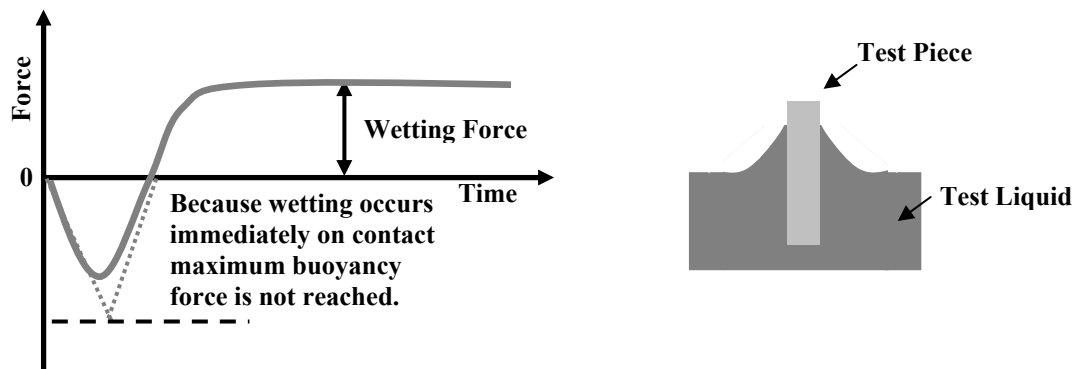 Force
0
Wetting Force
Time
Because wetting occurs
immediately on contact
maximum buoyancy
force is not reached.
Test Piece
Test Liquid